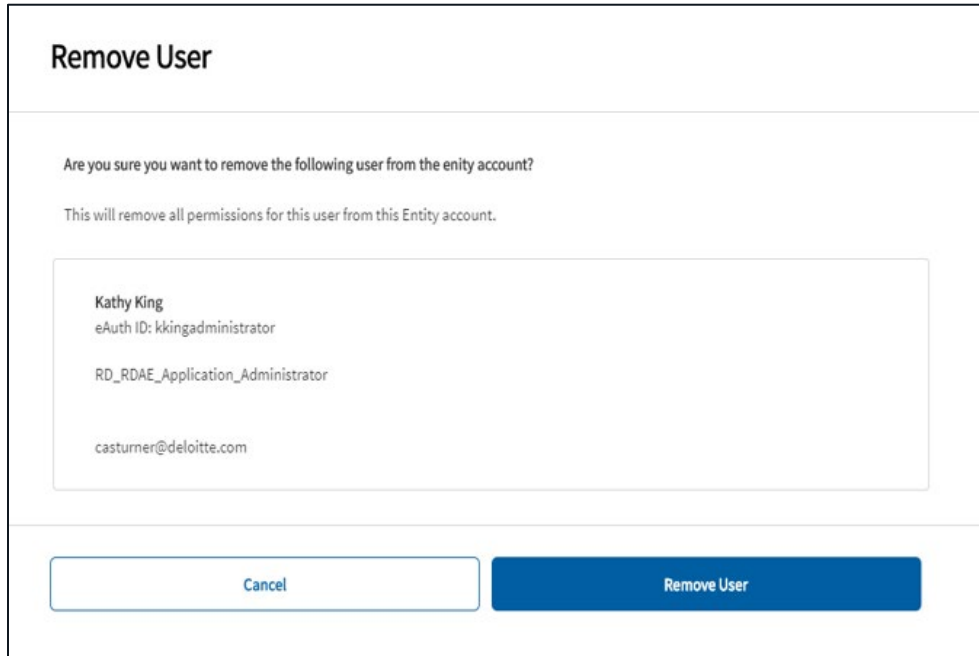 Remove User
Are you sure you want to remove the following user from the enity account?
This will remove all permissions for this user from this Entity account.
Kathy King
eAuth ID: kkingadministrator
RD_RDAE_Application_Administrator
casturner@deloitte.com
Cancel
Remove User